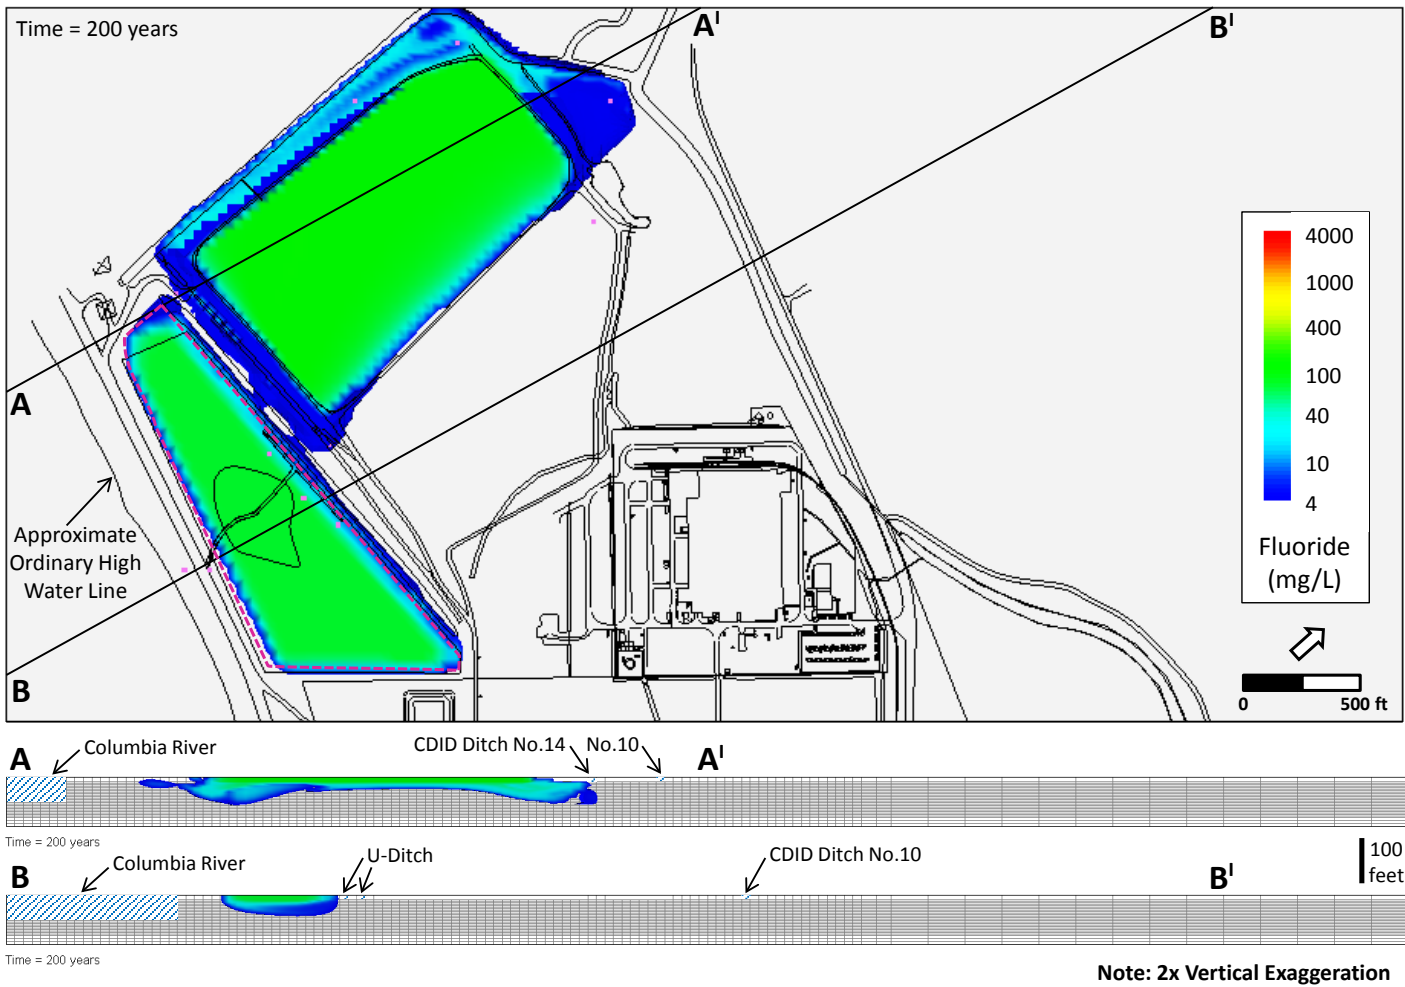 Time = 200 years
A
A'
B'
A
B
Approximate
Ordinary High
Water Line
4000
1000
400
100
40
10
4
Fluoride
(mg/L)
0
500 ft
A
Columbia River
CDID Ditch No.14
No.10
A'
Time = 200 years
B
Columbia River
U-Ditch
CDID Ditch No.10
B'
100
feet
Time = 200 years
Note: 2x Vertical Exaggeration